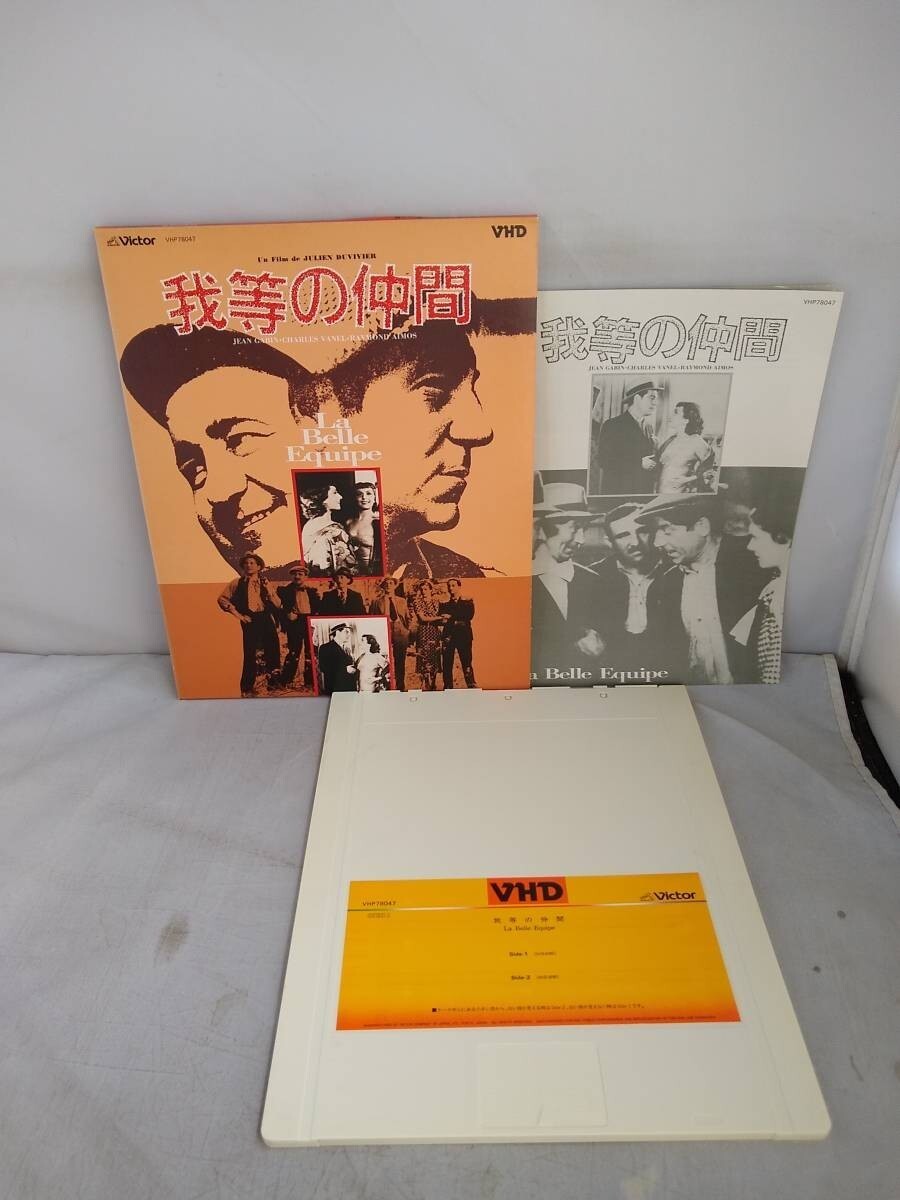 Victor VHP78047 VHD
Un Film de JULIEN DUVIVIER
我等の仲間
JEAN GABIN・CHARLES VANEL・RAYMOND AIMOS
La
Belle
Equipe
VHP78047
我等の仲間
JEAN GABIN・CHARLES VANEL・RAYMOND AIMOS
La Belle Equipe
VHD
VHP78047 Victor
我等の仲間
La Belle Equipe
Side-1
Side-2